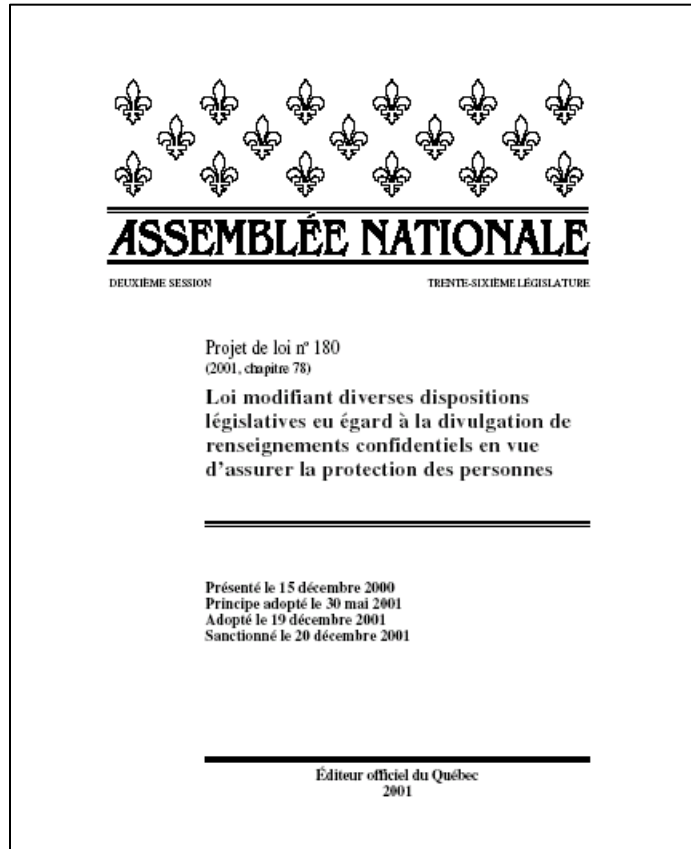 ASSEMBLÉE NATIONALE
DEUXIÈME SESSION TRENTE-SIXIÈME LÉGISLATURE
Projet de loi nº 180
(2001, chapitre 78)
Loi modifiant diverses dispositions
législatives eu égard à la divulgation de
renseignements confidentiels en vue
d'assurer la protection des personnes
Présenté le 15 décembre 2000
Principe adopté le 30 mai 2001
Adopté le 19 décembre 2001
Sanctionné le 20 décembre 2001
Éditeur officiel du Québec
2001